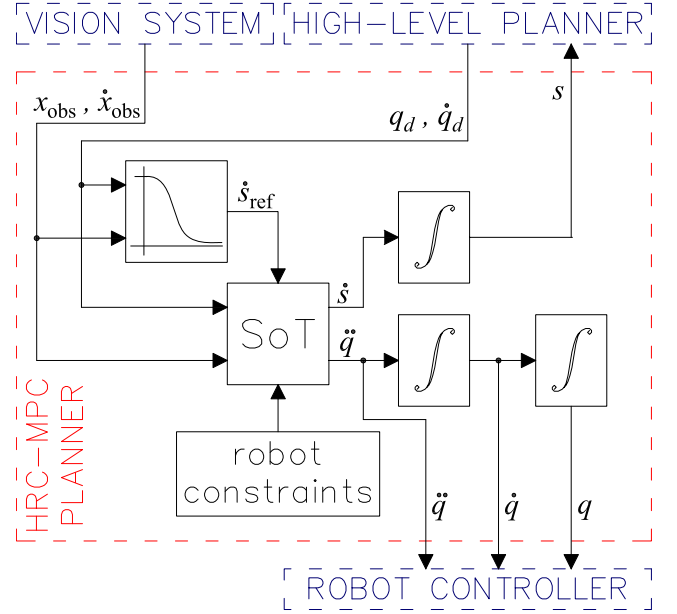 VISION SYSTEM
HIGH-LEVEL PLANNER
x_obs , ẋ_obs
q_d , q̇_d
s
ṡ_ref
ṡ
SoT
q̈
robot
constraints
HRC-MPC
PLANNER
q̈
q̇
q
ROBOT CONTROLLER